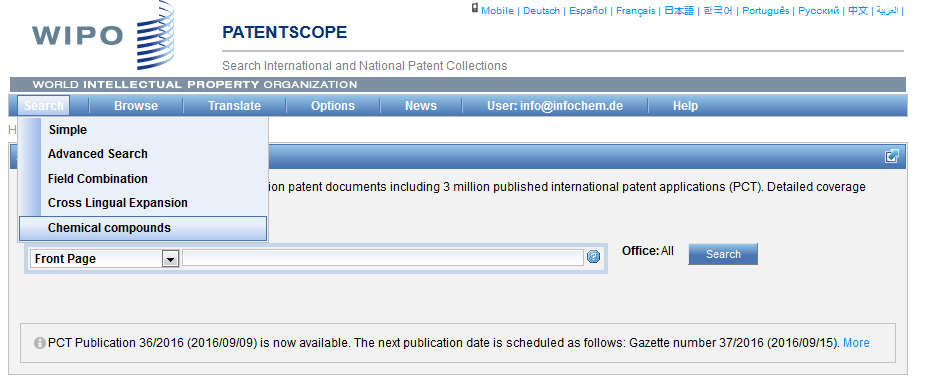 Mobile | Deutsch | Español | Français | 日本語 | 한국어 | Português | Русский | 中文 | العربية |
WIPO
PATENTSCOPE
Search International and National Patent Collections
WORLD INTELLECTUAL PROPERTY ORGANIZATION
Search Browse Translate Options News User: info@infochem.de Help
H
Simple
Advanced Search
Field Combination
ion patent documents including 3 million published international patent applications (PCT). Detailed coverage
Cross Lingual Expansion
Chemical compounds
Front Page
Office: All
Search
PCT Publication 36/2016 (2016/09/09) is now available. The next publication date is scheduled as follows: Gazette number 37/2016 (2016/09/15). More